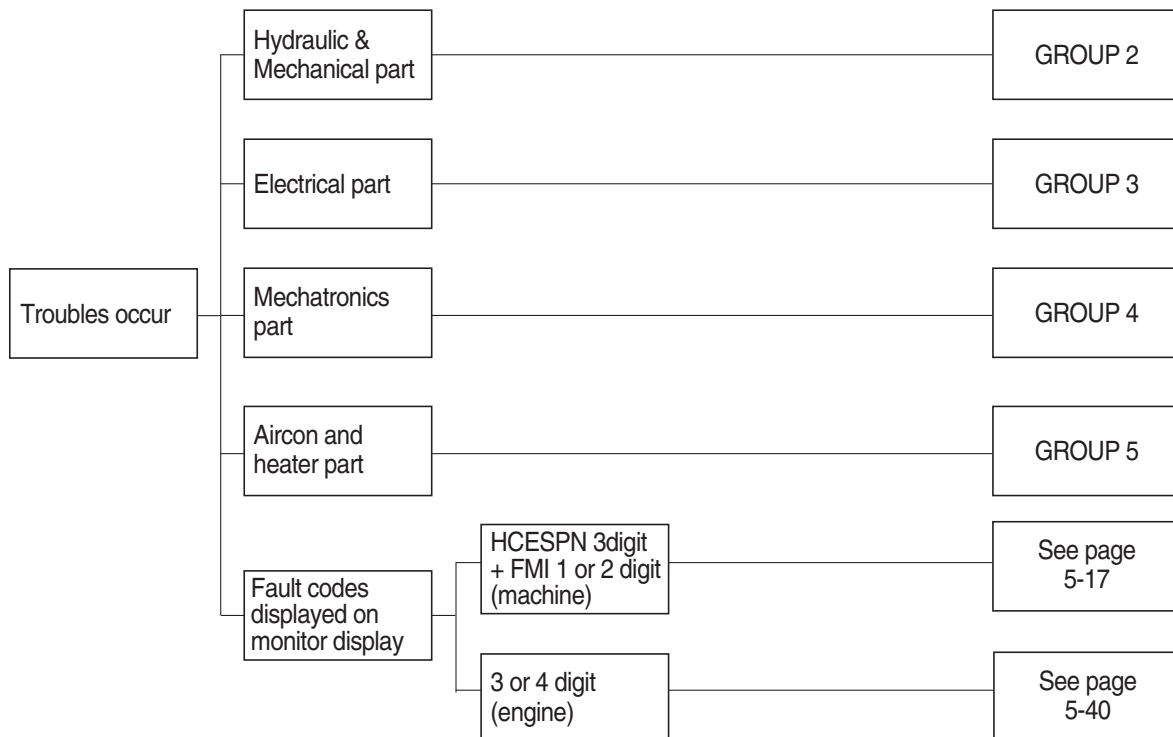 Hydraulic &
Mechanical part
GROUP 2
Electrical part
GROUP 3
Troubles occur
Mechatronics
part
GROUP 4
Aircon and
heater part
GROUP 5
Fault codes
displayed on
monitor display
HCESPN 3digit
+ FMI 1 or 2 digit
(machine)
See page
5-17
3 or 4 digit
(engine)
See page
5-40